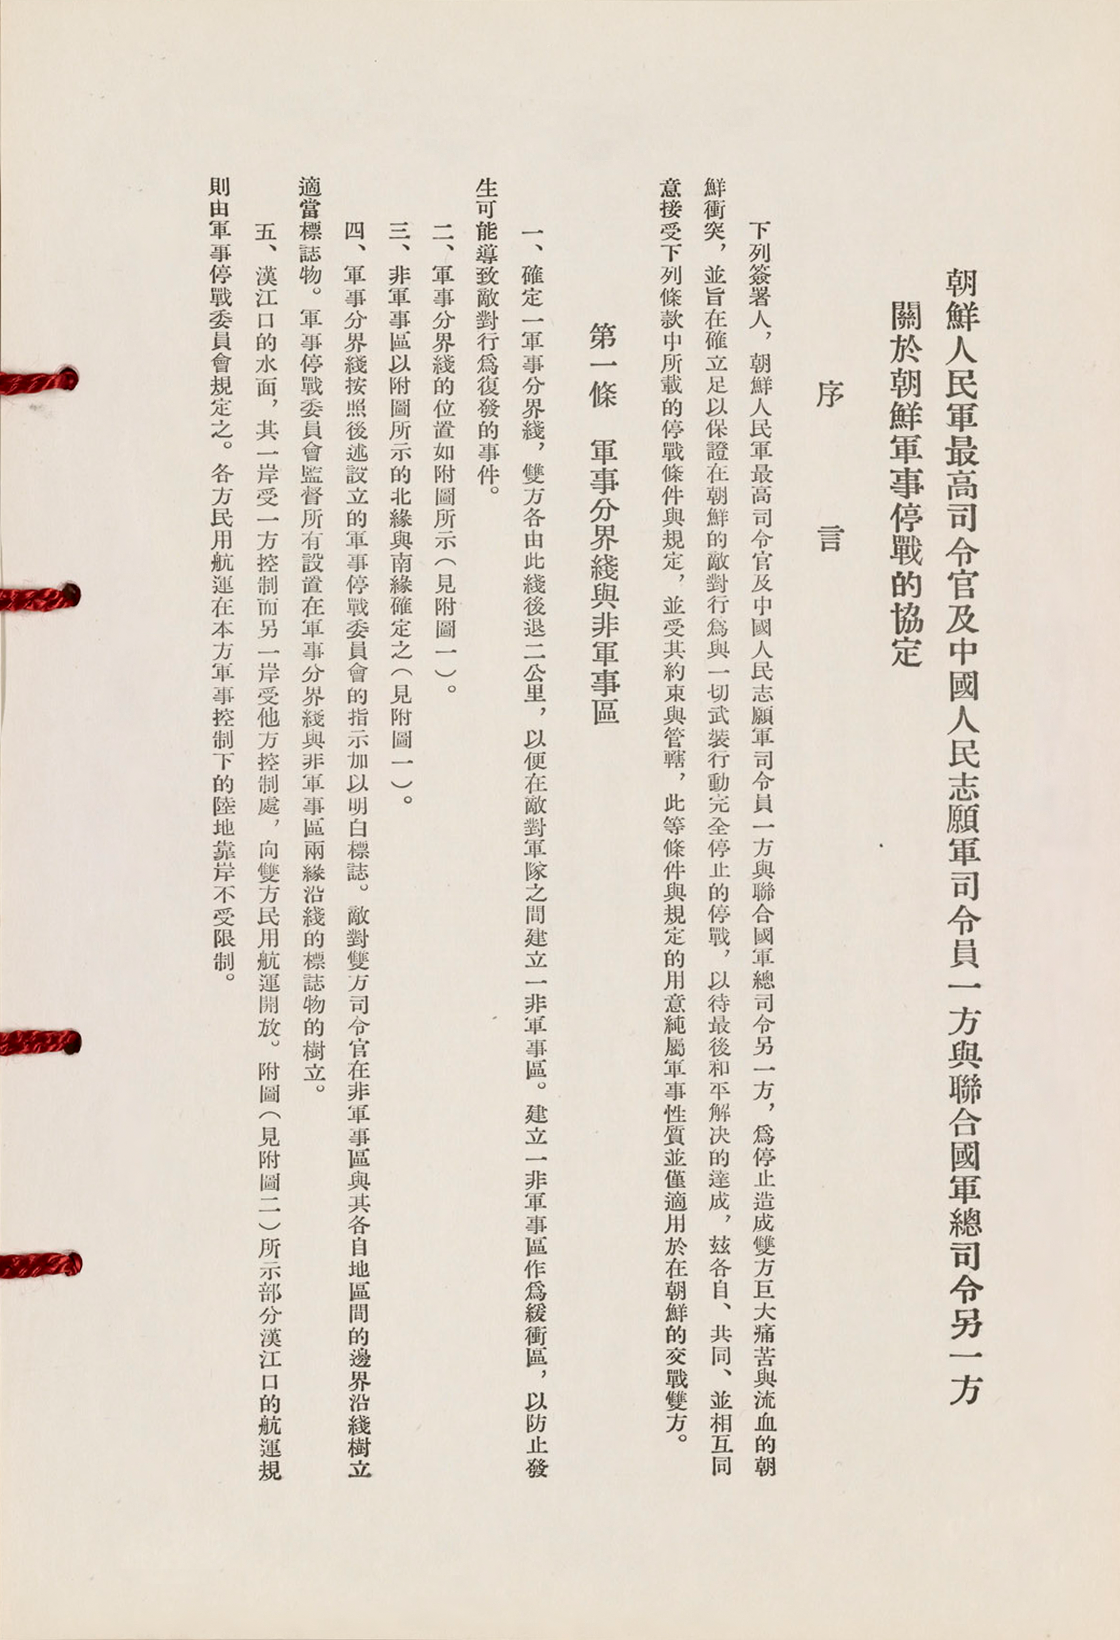 朝鮮人民軍最高司令官及中國人民志願軍司令員一方與聯合國軍總司令另一方
關於朝鮮軍事停戰的協定
序　言
下列簽署人，朝鮮人民軍最高司令官及中國人民志願軍司令員一方與聯合國軍總司令另一方，爲停止造成雙方巨大痛苦與流血的朝
鮮衝突，並旨在確立足以保證在朝鮮的敵對行爲與一切武裝行動完全停止的停戰，以待最後和平解决的達成，玆各自、共同、並相互同
意接受下列條款中所載的停戰條件與規定，並受其約束與管轄，此等條件與規定的用意純屬軍事性質並僅適用於在朝鮮的交戰雙方。
第一條　軍事分界綫與非軍事區
一、確定一軍事分界綫，雙方各由此綫後退二公里，以便在敵對軍隊之間建立一非軍事區。建立一非軍事區作爲緩衝區，以防止發
生可能導致敵對行爲復發的事件。
二、軍事分界綫的位置如附圖所示（見附圖一）。
三、非軍事區以附圖所示的北緣與南緣確定之（見附圖一）。
四、軍事分界綫按照後述設立的軍事停戰委員會的指示加以明白標誌。敵對雙方司令官在非軍事區與其各自地區間的邊界沿綫樹立
適當標誌物。軍事停戰委員會監督所有設置在軍事分界綫與非軍事區兩緣沿綫的標誌物的樹立。
五、漢江口的水面，其一岸受一方控制而另一岸受他方控制處，向雙方民用航運開放。附圖（見附圖二）所示部分漢江口的航運規
則由軍事停戰委員會規定之。各方民用航運在本方軍事控制下的陸地靠岸不受限制。